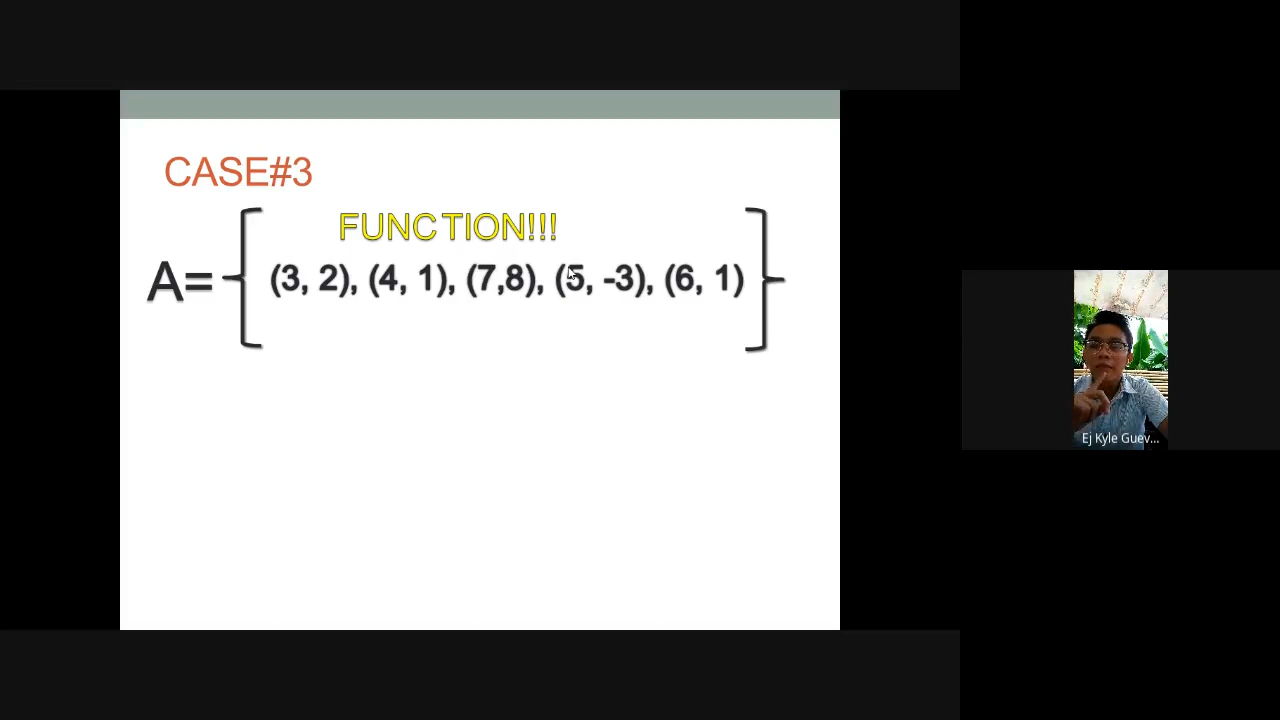 CASE#3
FUNCTION!!!
A=
(3, 2), (4, 1), (7,8), (5, -3), (6, 1)
Ej Kyle Guev...